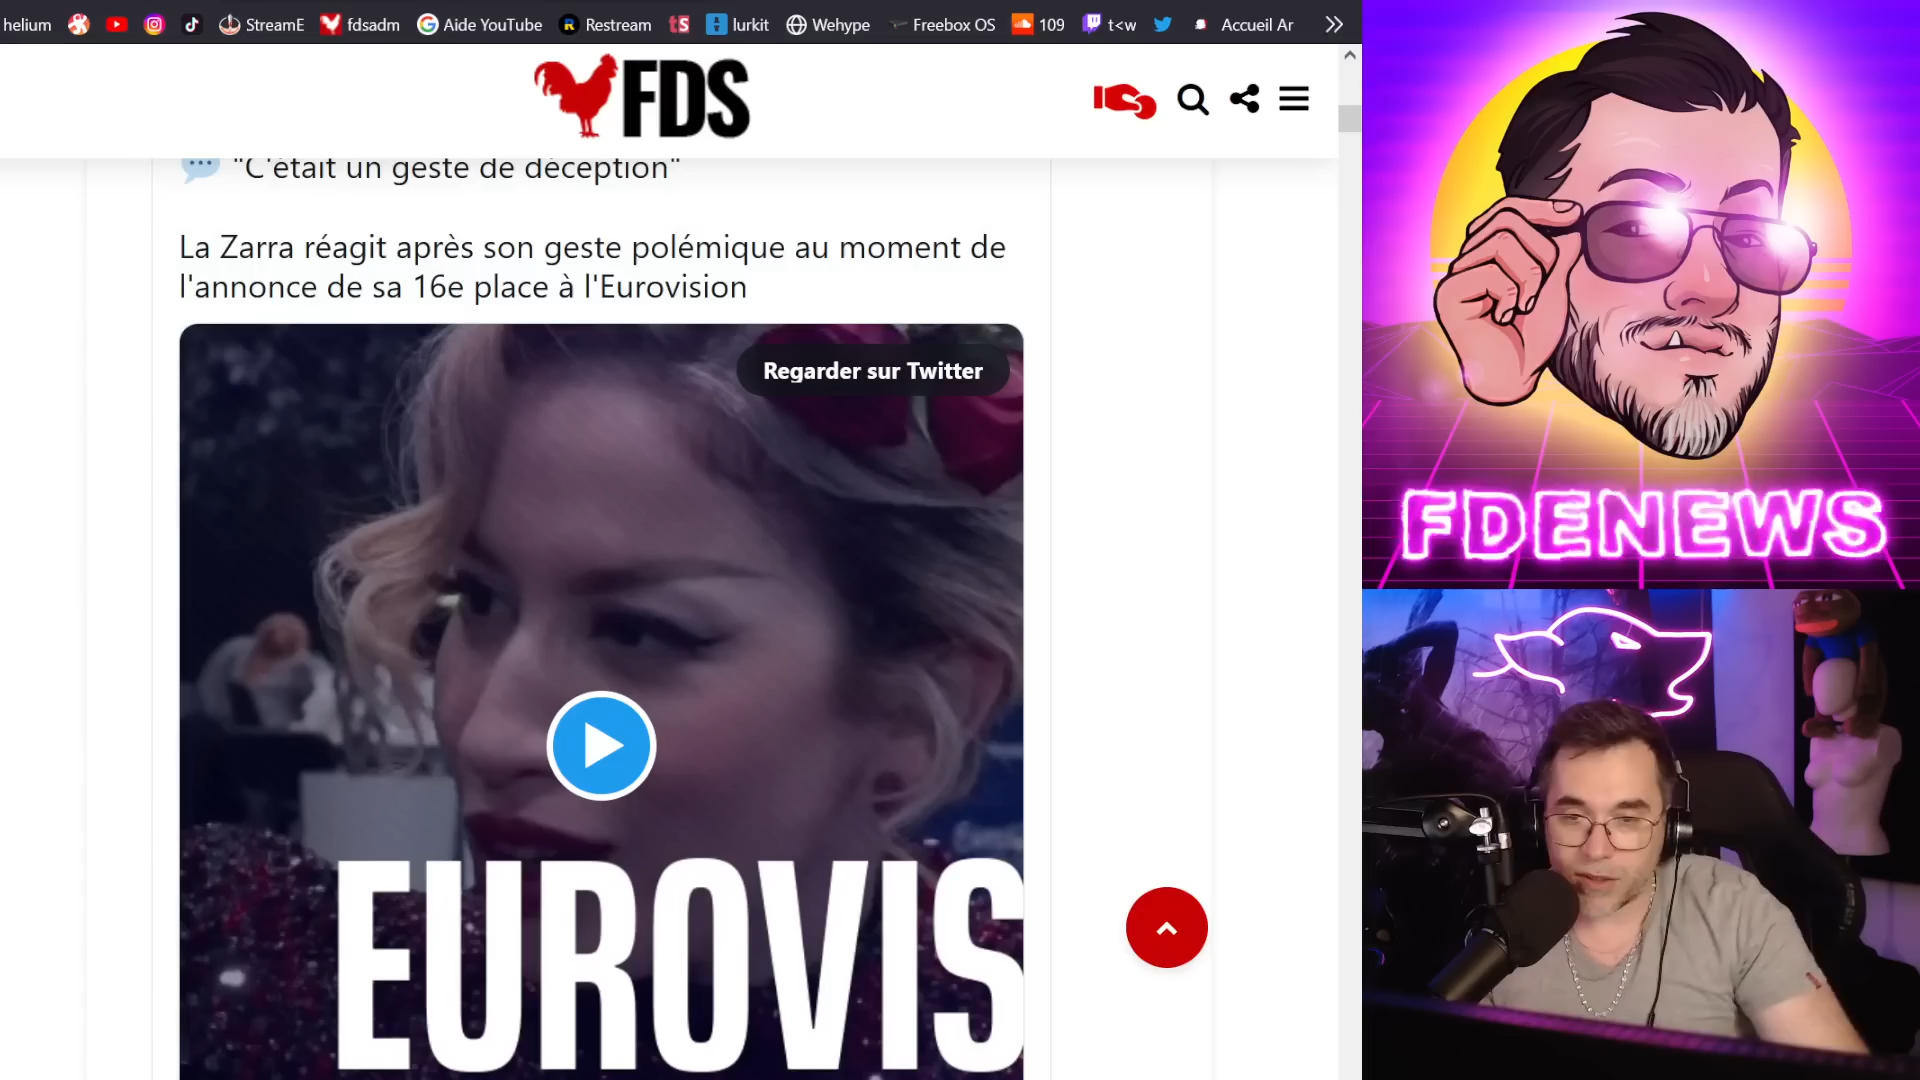 helium
StreamE
fdsadm
Aide YouTube
Restream
lurkit
Wehype
Freebox OS
109
t<w
Accueil Ar
FDS
"C'était un geste de déception"
La Zarra réagit après son geste polémique au moment de
l'annonce de sa 16e place à l'Eurovision
Regarder sur Twitter
EUROVIS
FDENEWS